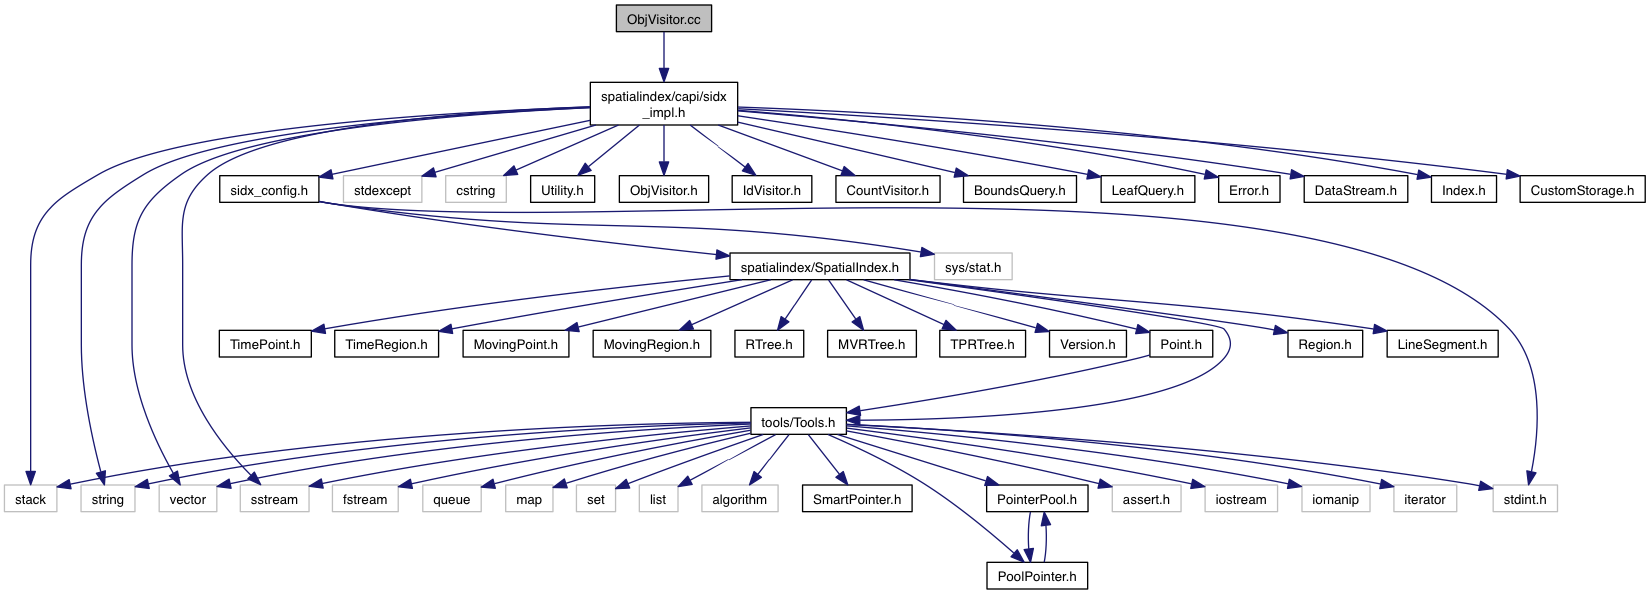 ObjVisitor.cc
spatialindex/capi/sidx
_impl.h
sidx_config.h
stdexcept
cstring
Utility.h
ObjVisitor.h
IdVisitor.h
CountVisitor.h
BoundsQuery.h
LeafQuery.h
Error.h
DataStream.h
Index.h
CustomStorage.h
spatialindex/SpatialIndex.h
sys/stat.h
TimePoint.h
TimeRegion.h
MovingPoint.h
MovingRegion.h
RTree.h
MVRTree.h
TPRTree.h
Version.h
Point.h
Region.h
LineSegment.h
tools/Tools.h
stack
string
vector
sstream
fstream
queue
map
set
list
algorithm
SmartPointer.h
PointerPool.h
assert.h
iostream
iomanip
iterator
stdint.h
PoolPointer.h